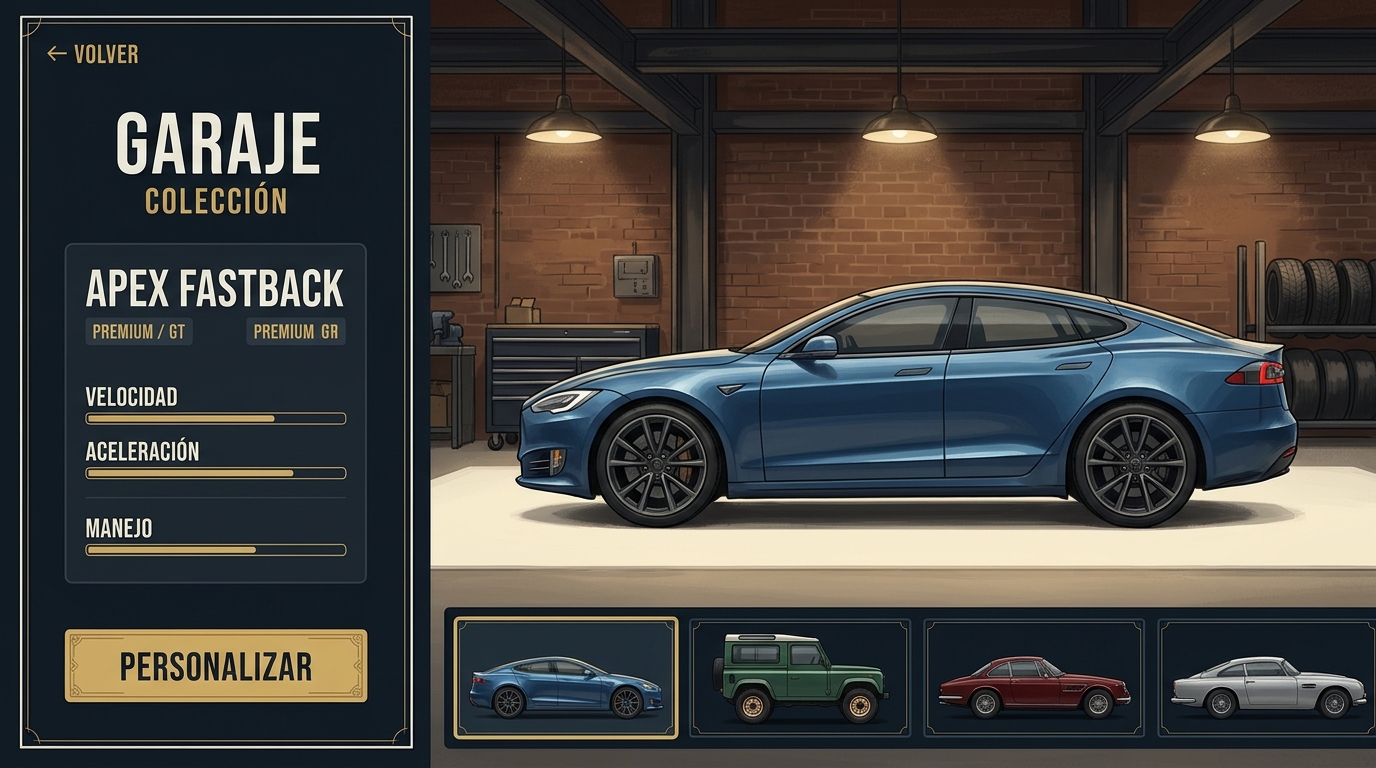 ← VOLVER
GARAJE
COLECCIÓN
APEX FASTBACK
PREMIUM / GT PREMIUM GR
VELOCIDAD
ACELERACIÓN
MANEJO
PERSONALIZAR